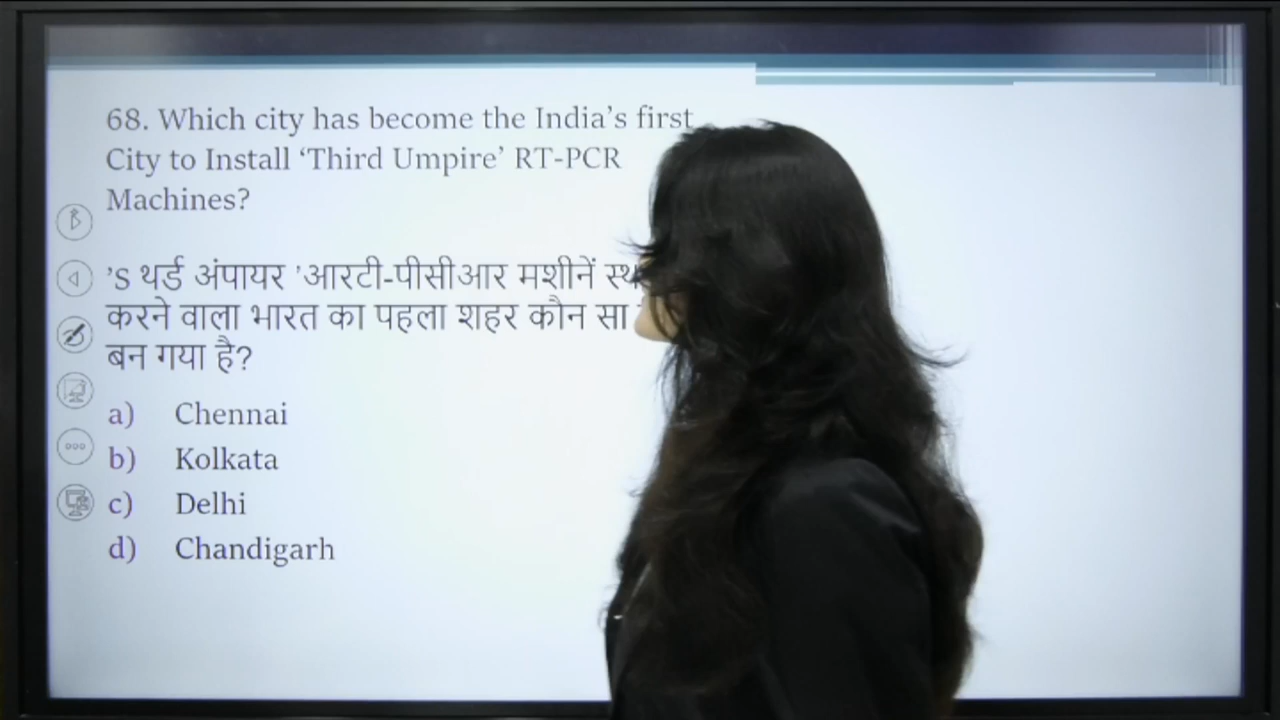 68. Which city has become the India's first
City to Install ‘Third Umpire’ RT-PCR
Machines?
’S थर्ड अंपायर ’आरटी-पीसीआर मशीनें
करने वाला भारत का पहला शहर कौन सा
बन गया है?
a) Chennai
b) Kolkata
c) Delhi
d) Chandigarh